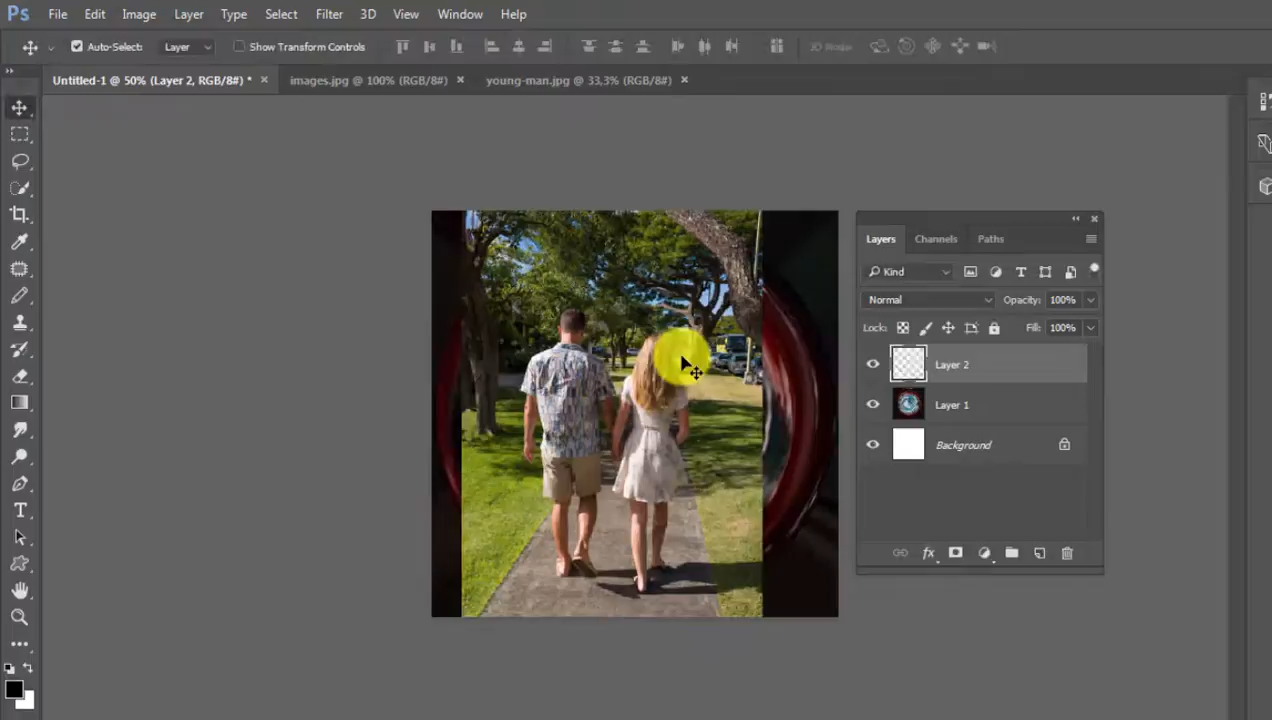 Ps File Edit Image Layer Type Select Filter 3D View Window Help
Auto-Select: Layer Show Transform Controls 3D Mode:
Untitled-1 @ 50% (Layer 2, RGB/8#) * × images.jpg @ 100% (RGB/8#) × young-man.jpg @ 33,3% (RGB/8#) ×
Layers Channels Paths
Kind
Normal Opacity: 100%
Lock: Fill: 100%
Layer 2
Layer 1
Background
fx